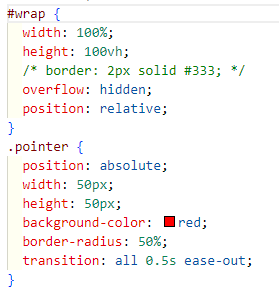 #wrap {
  width: 100%;
  height: 100vh;
  /* border: 2px solid #333; */
  overflow: hidden;
  position: relative;
}
.pointer {
  position: absolute;
  width: 50px;
  height: 50px;
  background-color: red;
  border-radius: 50%;
  transition: all 0.5s ease-out;
}